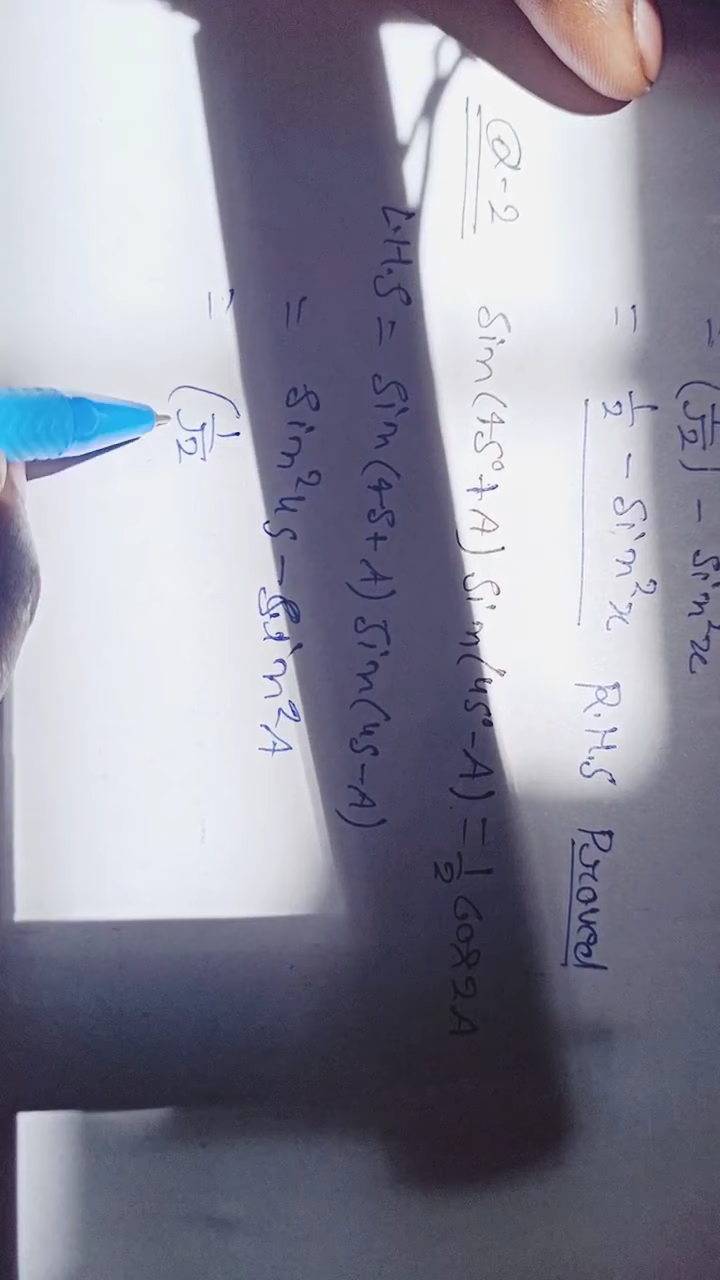 = (1/√2) - Sin²x
= 1/2 - Sin²x R.H.S Proved
Q-2 Sin(45°+A) Sin(45°-A) = 1/2 Cos2A
L.H.S = Sin(45+A) Sin(45-A)
= Sin²45 - Sin²A
= (1/√2